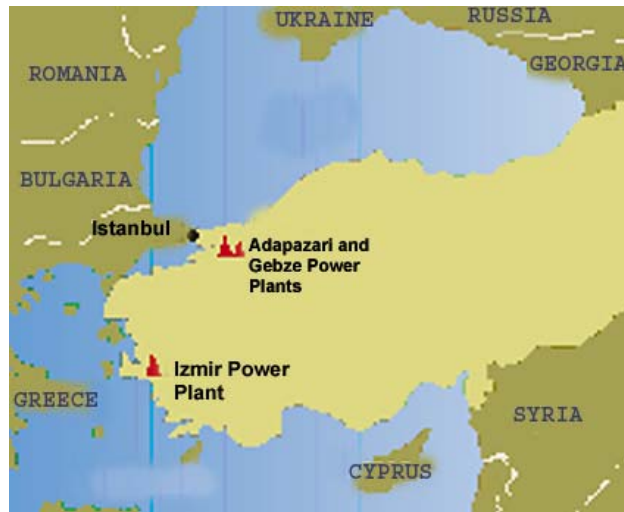 UKRAINE
RUSSIA
ROMANIA
GEORGIA
BULGARIA
Istanbul
Adapazari and
Gebze Power
Plants
Izmir Power
Plant
GREECE
SYRIA
CYPRUS